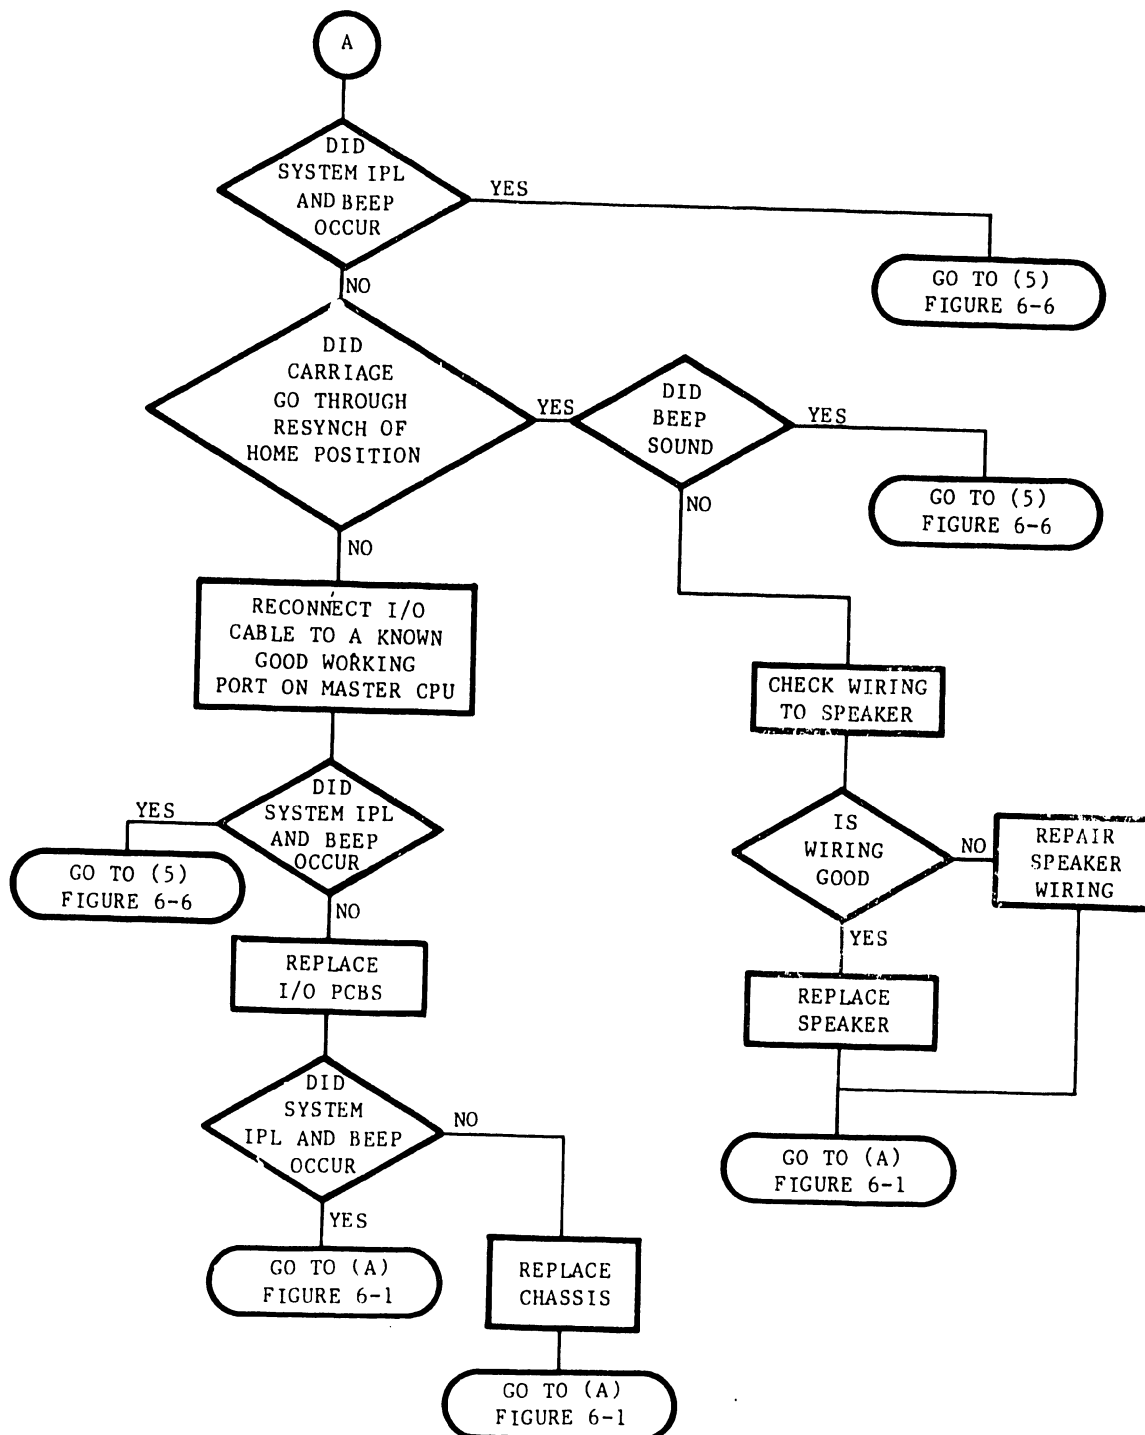 A
DID
SYSTEM IPL
AND BEEP
OCCUR
YES
GO TO (5)
FIGURE 6-6
NO
DID
CARRIAGE
GO THROUGH
RESYNCH OF
HOME POSITION
YES
DID
BEEP
SOUND
YES
GO TO (5)
FIGURE 6-6
NO
NO
RECONNECT I/O
CABLE TO A KNOWN
GOOD WORKING
PORT ON MASTER CPU
CHECK WIRING
TO SPEAKER
DID
SYSTEM IPL
AND BEEP
OCCUR
YES
GO TO (5)
FIGURE 6-6
NO
IS
WIRING
GOOD
NO
REPAIR
SPEAKER
WIRING
YES
REPLACE
I/O PCBS
REPLACE
SPEAKER
DID
SYSTEM
IPL AND BEEP
OCCUR
NO
YES
GO TO (A)
FIGURE 6-1
GO TO (A)
FIGURE 6-1
REPLACE
CHASSIS
GO TO (A)
FIGURE 6-1